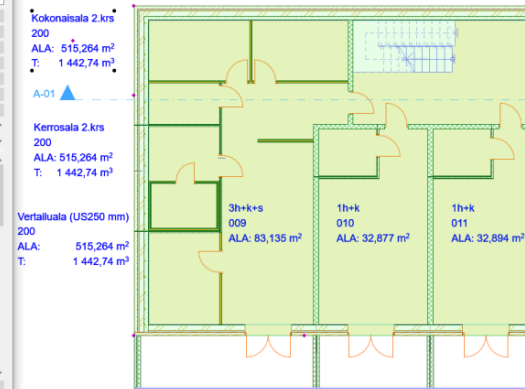 Kokonaisala 2.krs
200
ALA: 515,264 m²
T: 1 442,74 m³
A-01
Kerrosala 2.krs
200
ALA: 515,264 m²
T: 1 442,74 m³
Vertailuala (US250 mm)
200
ALA: 515,264 m²
T: 1 442,74 m³
3h+k+s
009
ALA: 83,135 m²
1h+k
010
ALA: 32,877 m²
1h+k
011
ALA: 32,894 m²